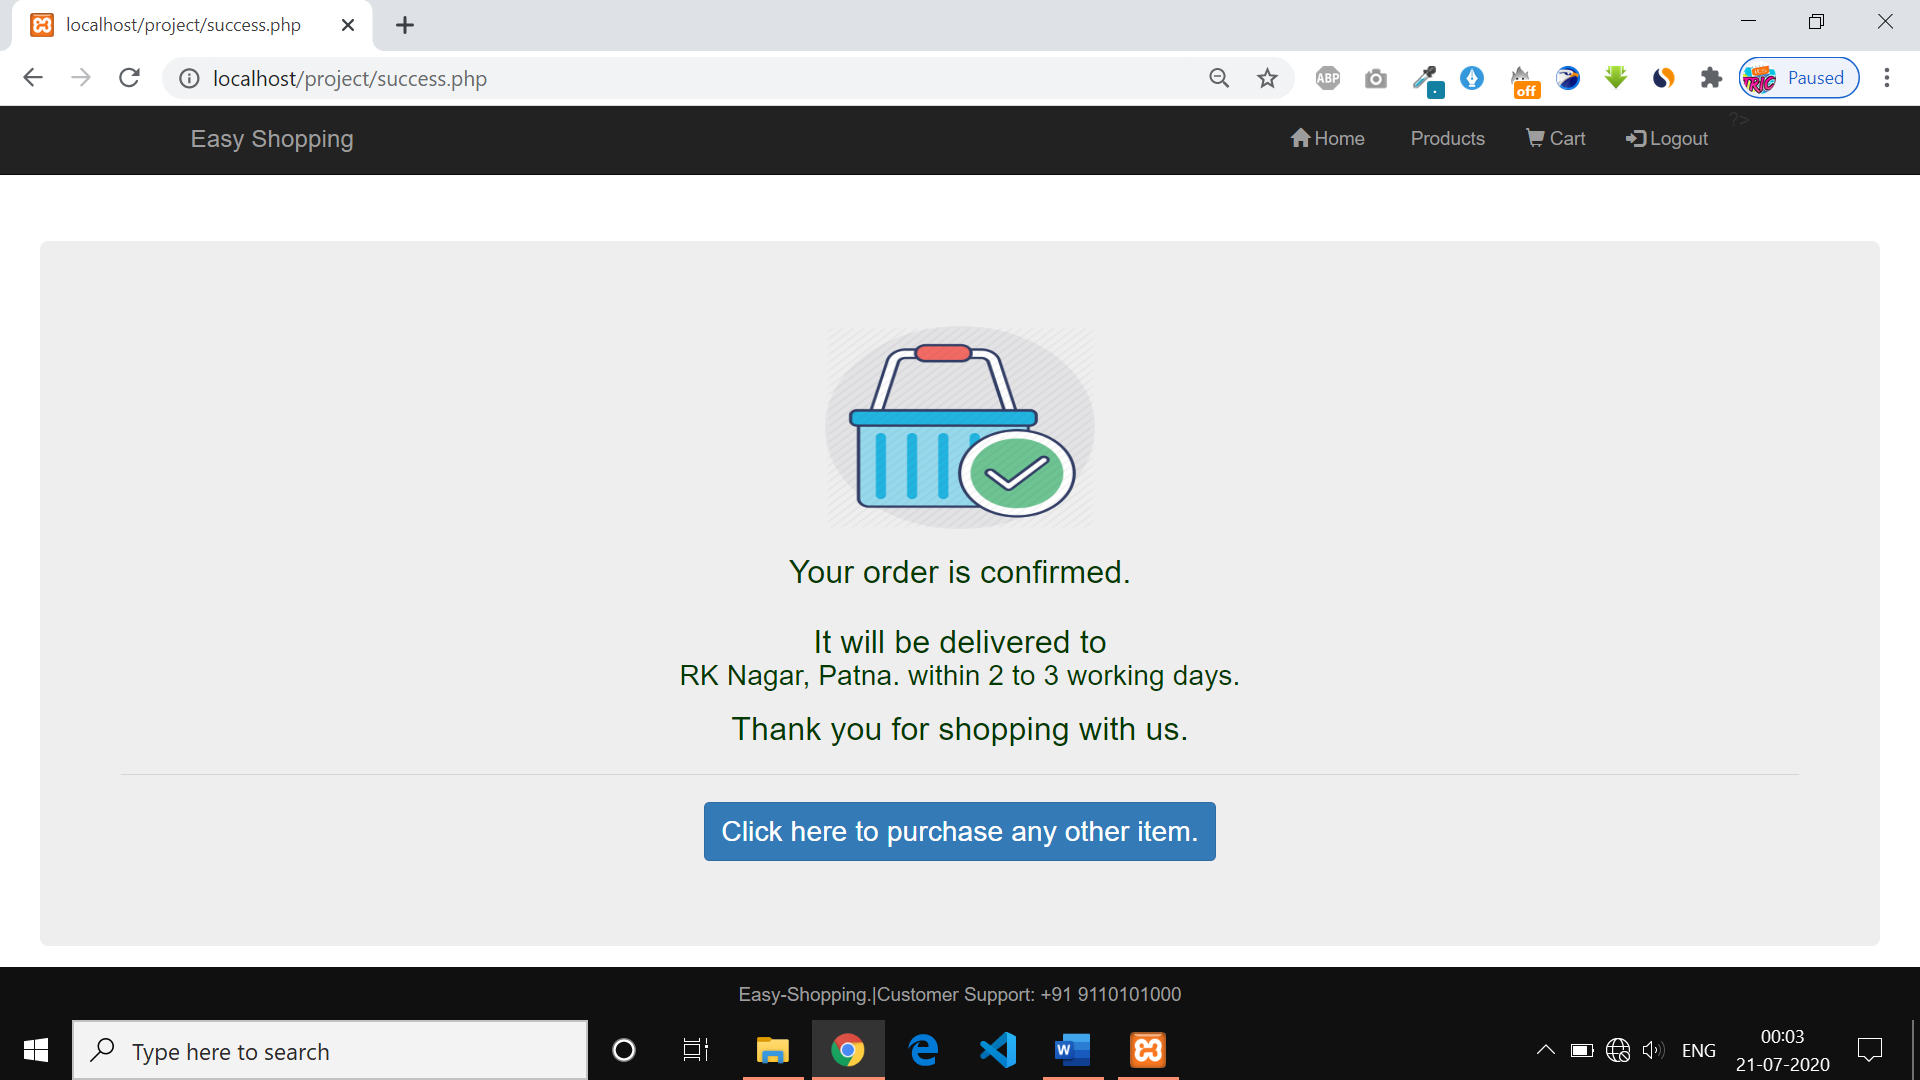 localhost/project/success.php
localhost/project/success.php
ABP
off
Paused
Easy Shopping
Home
Products
Cart
Logout
?>
Your order is confirmed.
It will be delivered to
RK Nagar, Patna. within 2 to 3 working days.
Thank you for shopping with us.
Click here to purchase any other item.
Easy-Shopping.|Customer Support: +91 9110101000
Type here to search
W
ENG
00:03
21-07-2020